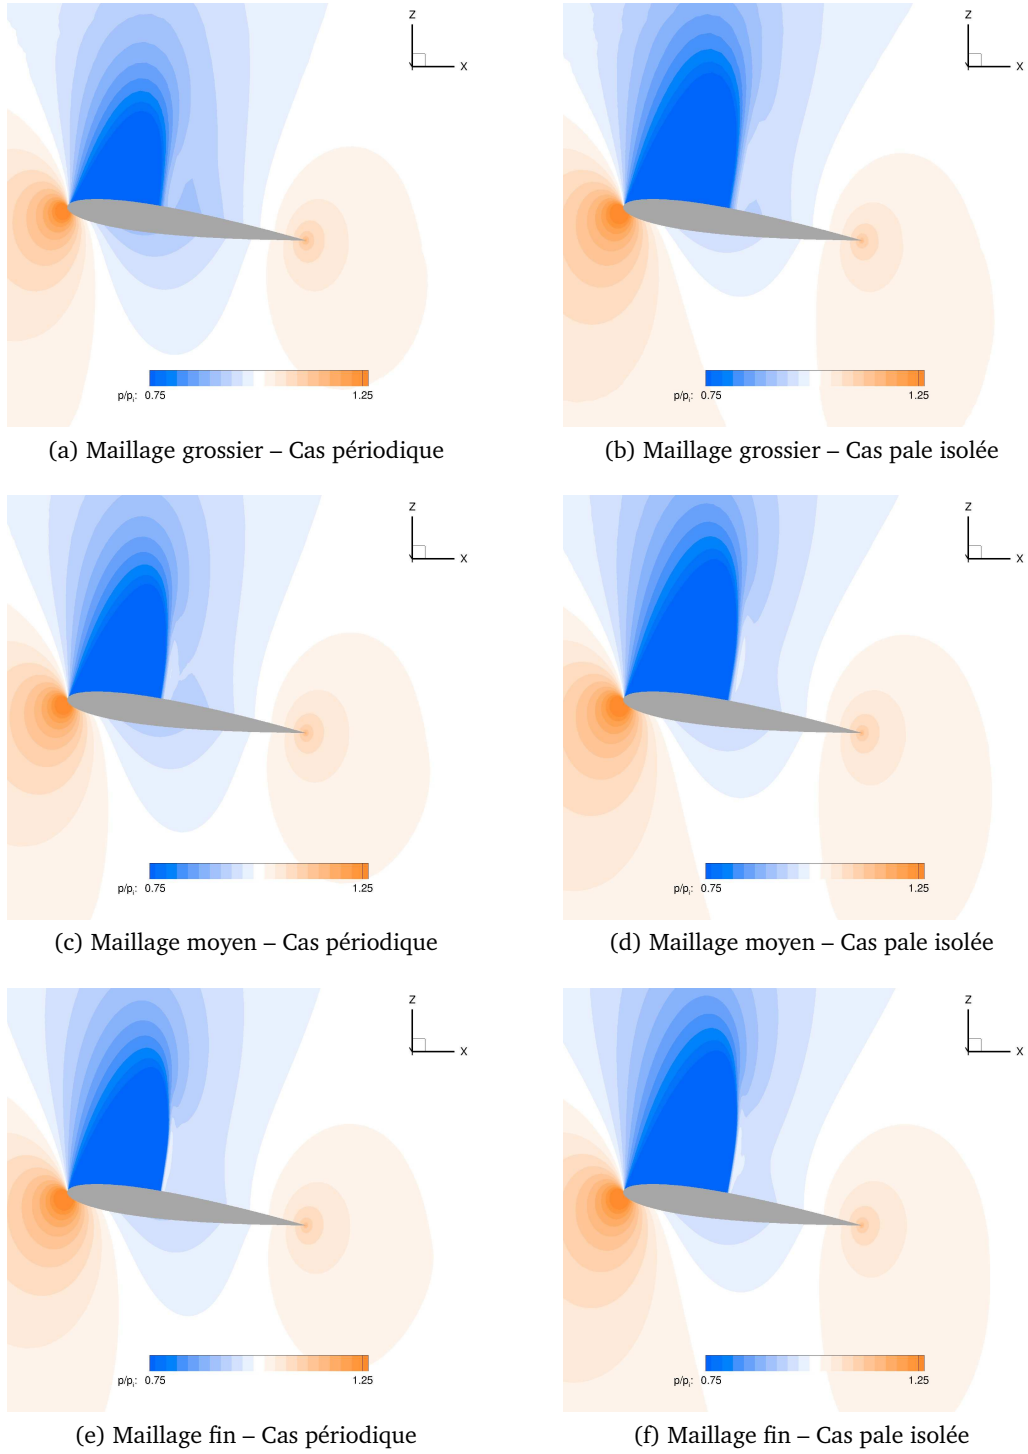 Z
X
p/pᵢ: 0.75 1.25
(a) Maillage grossier – Cas périodique
Z
X
p/pᵢ: 0.75 1.25
(b) Maillage grossier – Cas pale isolée
Z
X
p/pᵢ: 0.75 1.25
(c) Maillage moyen – Cas périodique
Z
X
p/pᵢ: 0.75 1.25
(d) Maillage moyen – Cas pale isolée
Z
X
p/pᵢ: 0.75 1.25
(e) Maillage fin – Cas périodique
Z
X
p/pᵢ: 0.75 1.25
(f) Maillage fin – Cas pale isolée